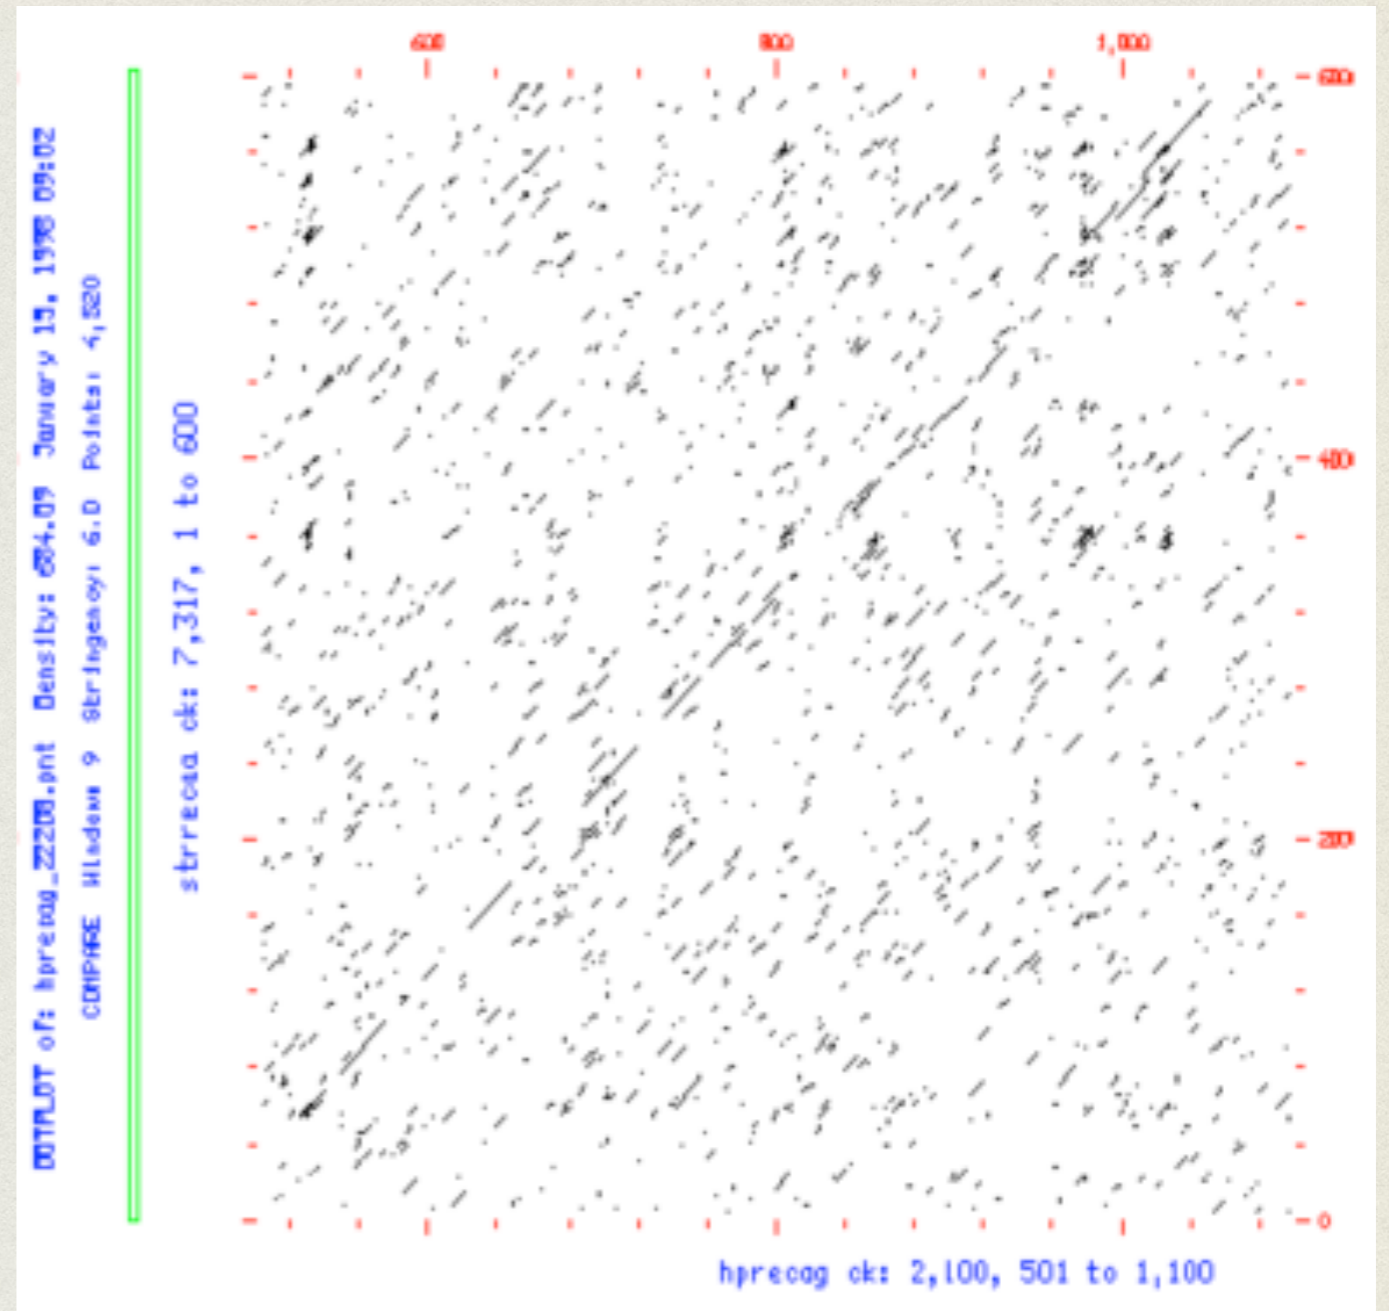 600 800 1,000
600
400
200
0
DOTPLOT of: hprecag_22208.pnt Density: 684.09 January 15, 1998 09:02
COMPARE Window: 9 Stringency: 6.0 Points: 4,520
strrecaa ck: 7,317, 1 to 600
hprecag ck: 2,100, 501 to 1,100